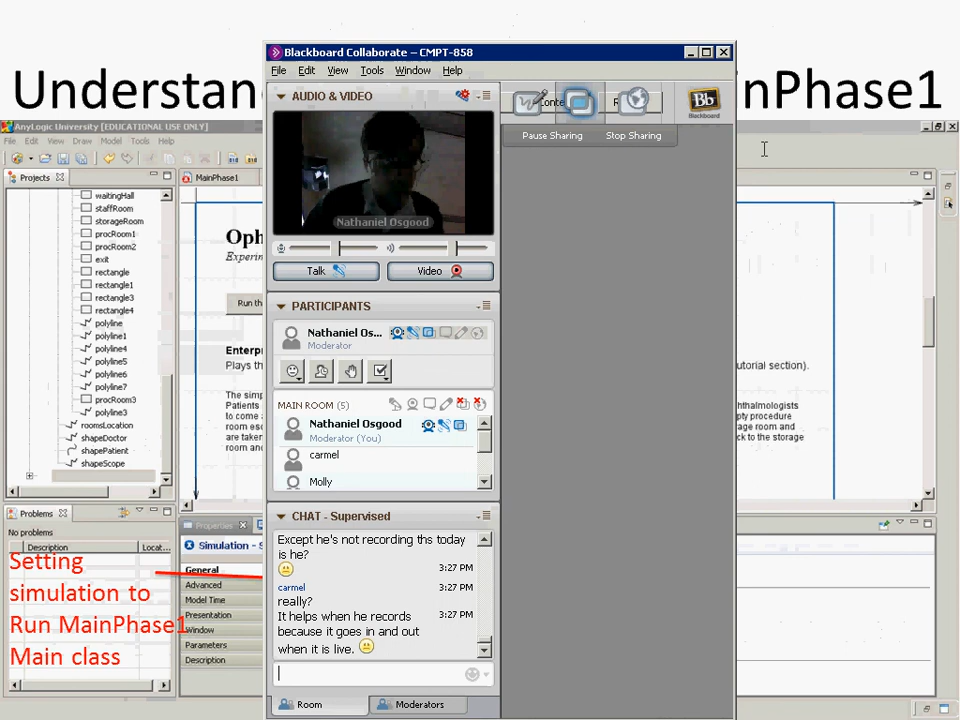 Understan
inPhase1
Blackboard Collaborate – CMPT-858
File Edit View Tools Window Help
AUDIO & VIDEO
Nathaniel Osgood
Talk
Video
PARTICIPANTS
Nathaniel Os...
Moderator
MAIN ROOM (5)
Nathaniel Osgood
Moderator (You)
carmel
Molly
CHAT - Supervised
Except he's not recording ths today
is he?
3:27 PM
carmel
3:27 PM
really?
It helps when he records
3:27 PM
because it goes in and out
when it is live.
Room
Moderators
Conte
Bb
Blackboard
Pause Sharing
Stop Sharing
AnyLogic University [EDUCATIONAL USE ONLY]
File Edit View Draw Model Tools Help
Projects
MainPhase1
waitingHall
staffRoom
storageRoom
procRoom1
procRoom2
exit
rectangle
rectangle1
rectangle3
rectangle4
polyline
polyline1
polyline4
polyline5
polyline6
polyline7
procRoom3
polyline3
roomsLocation
shapeDoctor
shapePatient
shapeScope
Oph
Experin
Run th
Enterp
Plays th
utorial section).
The simp
Patients
to come a
room esc
are taken
room and
hthalmologists
pty procedure
age room and
ck to the storage
Problems
No problems
Description
Locat...
Properties
Simulation - S
General
Advanced
Model Time
Presentation
Window
Parameters
Description
Setting
simulation to
Run MainPhase1
Main class